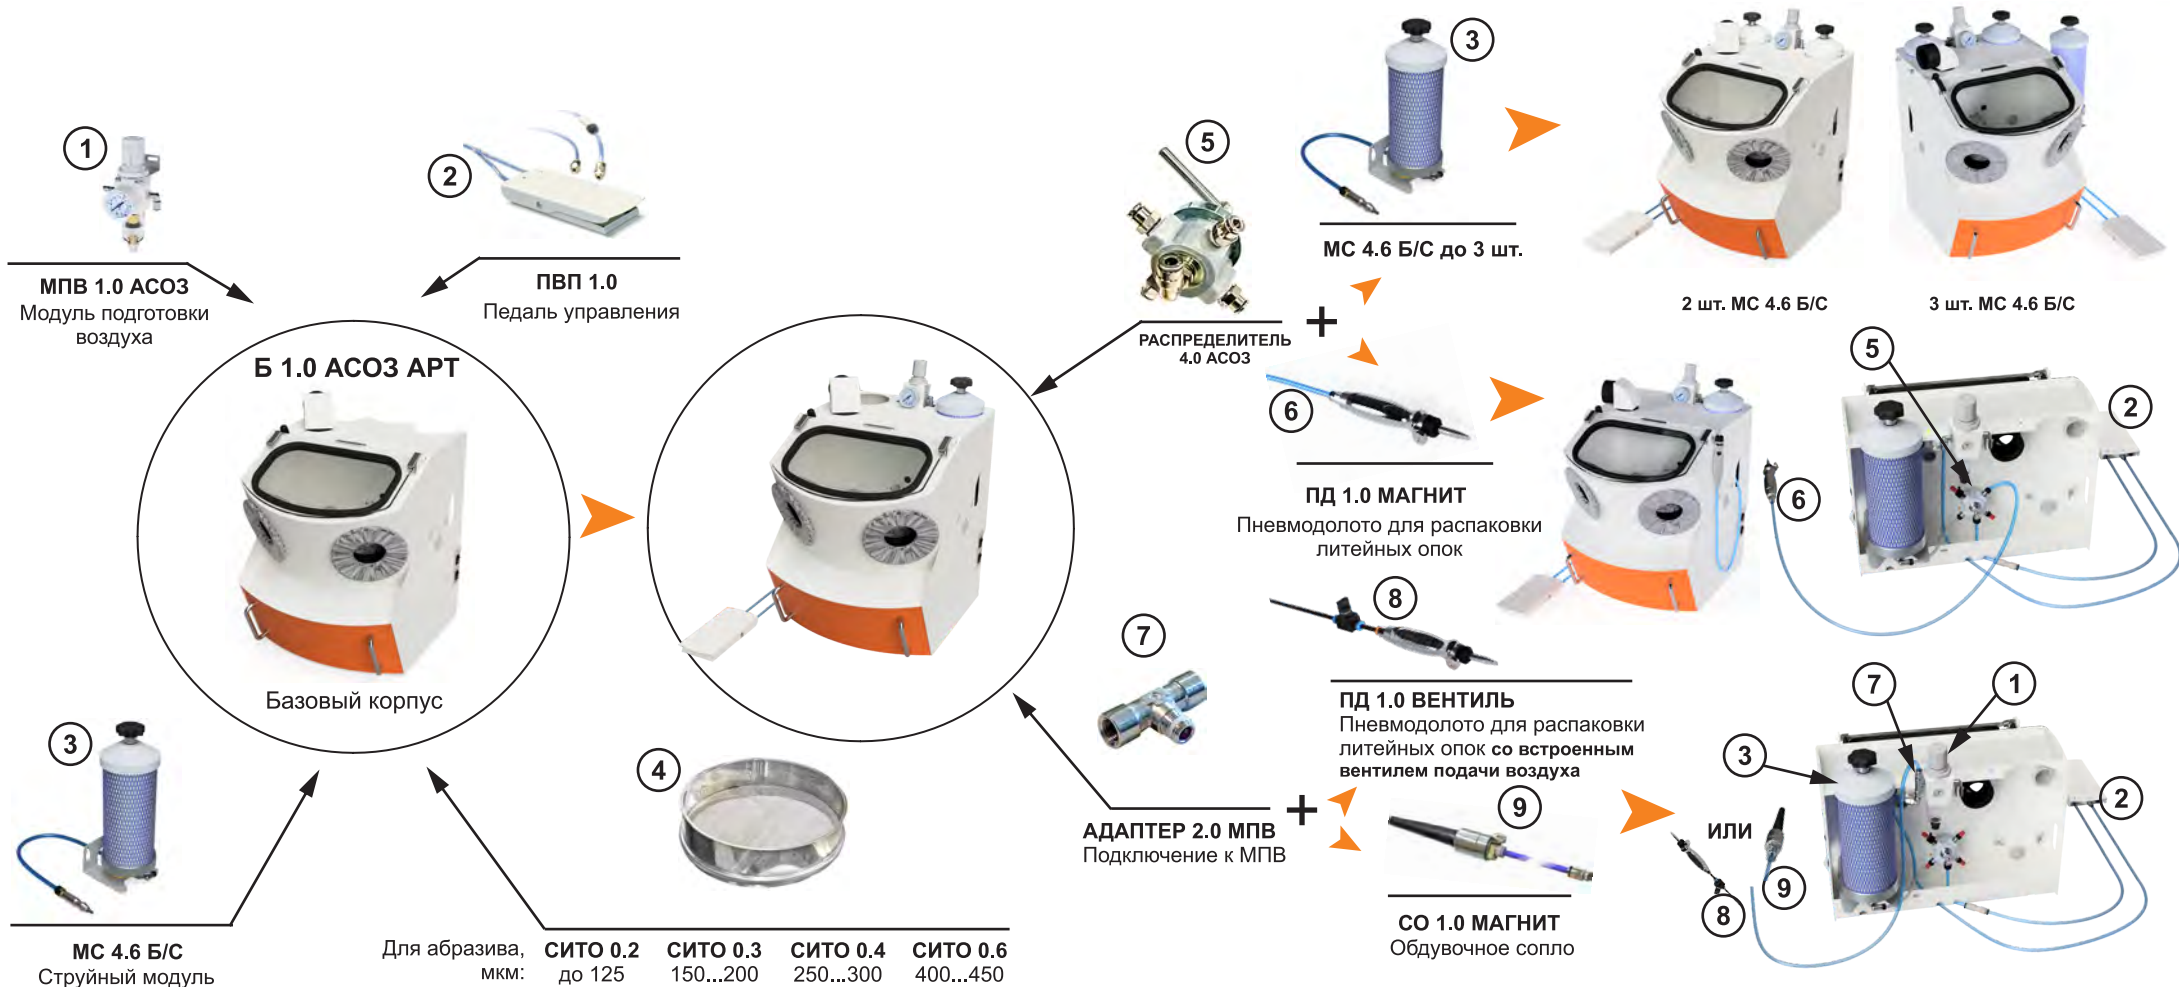 1
МПВ 1.0 АСОЗ
Модуль подготовки
воздуха
2
ПВП 1.0
Педаль управления
Б 1.0 АСОЗ АРТ
Базовый корпус
3
МС 4.6 Б/С
Струйный модуль
4
Для абразива,
мкм:
СИТО 0.2
до 125
СИТО 0.3
150...200
СИТО 0.4
250...300
СИТО 0.6
400...450
5
РАСПРЕДЕЛИТЕЛЬ
4.0 АСОЗ
+
3
МС 4.6 Б/С до 3 шт.
2 шт. МС 4.6 Б/С
3 шт. МС 4.6 Б/С
6
ПД 1.0 МАГНИТ
Пневмодолото для распаковки
литейных опок
5
2
6
7
АДАПТЕР 2.0 МПВ
Подключение к МПВ
+
8
ПД 1.0 ВЕНТИЛЬ
Пневмодолото для распаковки
литейных опок со встроенным
вентилем подачи воздуха
9
СО 1.0 МАГНИТ
Обдувочное сопло
7
1
3
2
ИЛИ
8
9